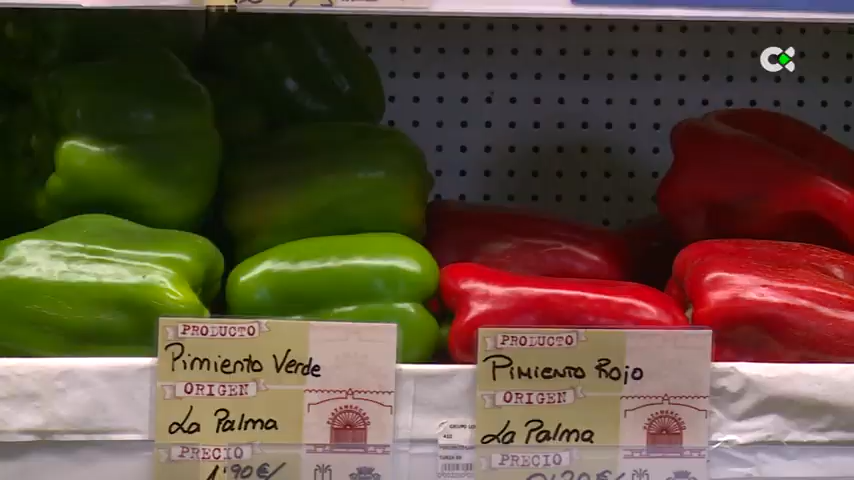 PRODUCTO
Pimiento Verde
ORIGEN
La Palma
PRECIO
1'90€/
PRODUCTO
Pimiento Rojo
ORIGEN
La Palma
PRECIO